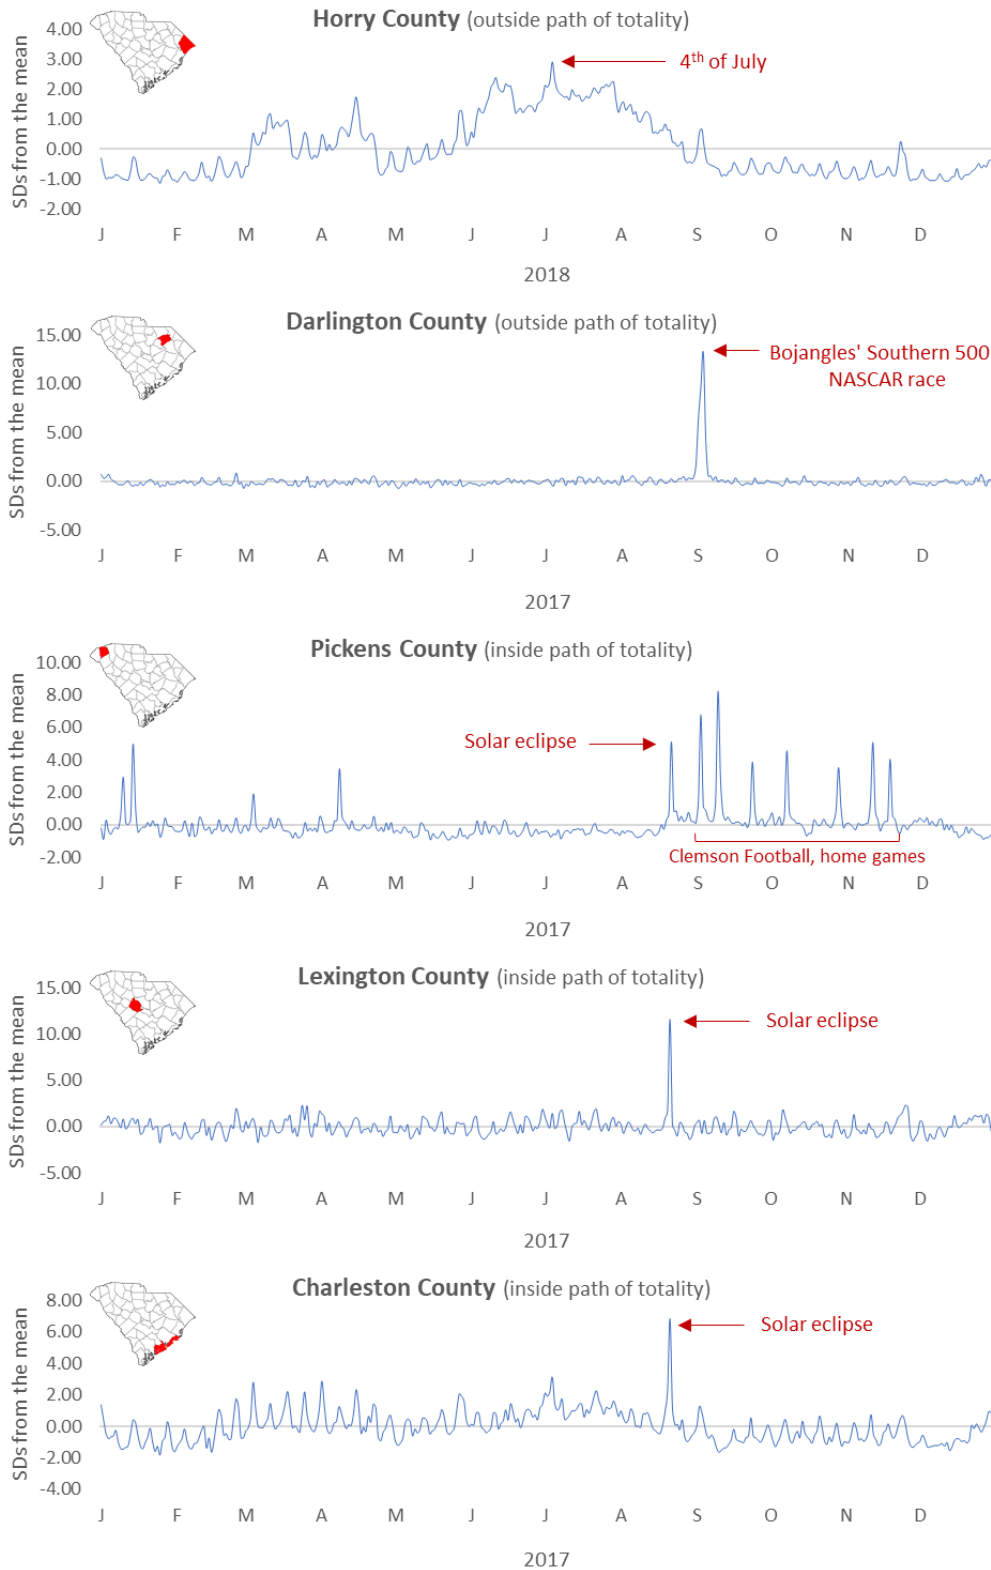 Horry County (outside path of totality)
SDs from the mean
4.00
3.00
2.00
1.00
0.00
-1.00
-2.00
4th of July
J F M A M J J A S O N D
2018
Darlington County (outside path of totality)
SDs from the mean
15.00
10.00
5.00
0.00
-5.00
Bojangles' Southern 500
NASCAR race
J F M A M J J A S O N D
2017
Pickens County (inside path of totality)
SDs from the mean
10.00
8.00
6.00
4.00
2.00
0.00
-2.00
Solar eclipse
Clemson Football, home games
J F M A M J J A S O N D
2017
Lexington County (inside path of totality)
SDs from the mean
15.00
10.00
5.00
0.00
-5.00
Solar eclipse
J F M A M J J A S O N D
2017
Charleston County (inside path of totality)
SDs from the mean
8.00
6.00
4.00
2.00
0.00
-2.00
-4.00
Solar eclipse
J F M A M J J A S O N D
2017